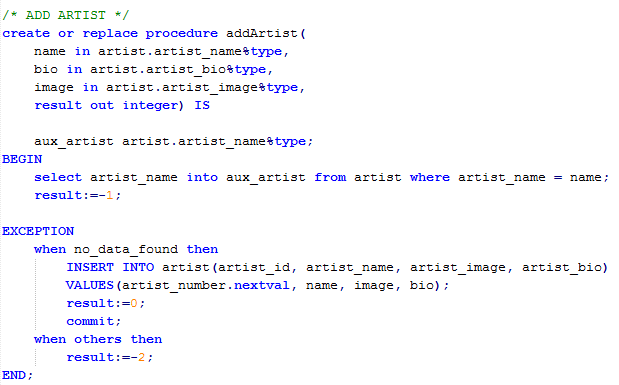 /* ADD ARTIST */
create or replace procedure addArtist(
    name in artist.artist_name%type,
    bio in artist.artist_bio%type,
    image in artist.artist_image%type,
    result out integer) IS

    aux_artist artist.artist_name%type;
BEGIN
    select artist_name into aux_artist from artist where artist_name = name;
    result:=-1;

EXCEPTION
    when no_data_found then
        INSERT INTO artist(artist_id, artist_name, artist_image, artist_bio)
        VALUES(artist_number.nextval, name, image, bio);
        result:=0;
        commit;
    when others then
        result:=-2;
END;